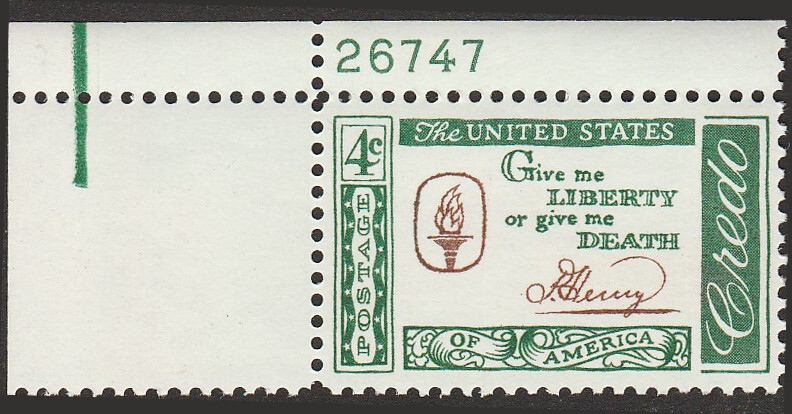 26747
The UNITED STATES
4c
POSTAGE
Give me
LIBERTY
or give me
DEATH
P. Henry
OF AMERICA
Credo